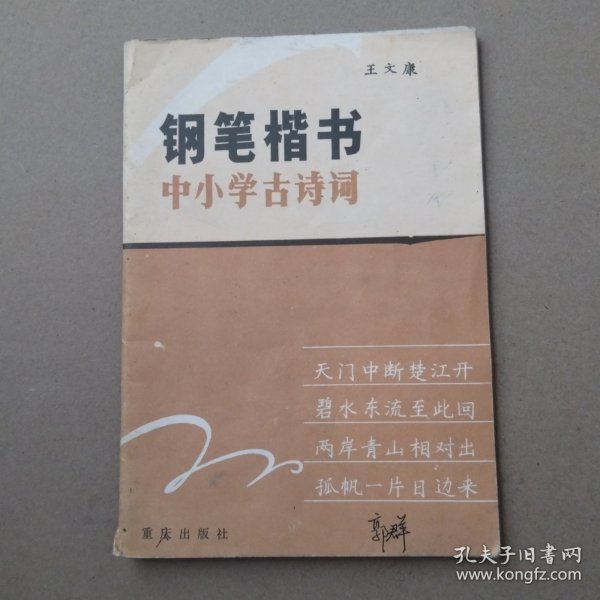 王文康
钢笔楷书
中小学古诗词
天门中断楚江开
碧水东流至此回
两岸青山相对出
孤帆一片日边来
重庆出版社
郭群
孔夫子旧书网
www.kongfz.com